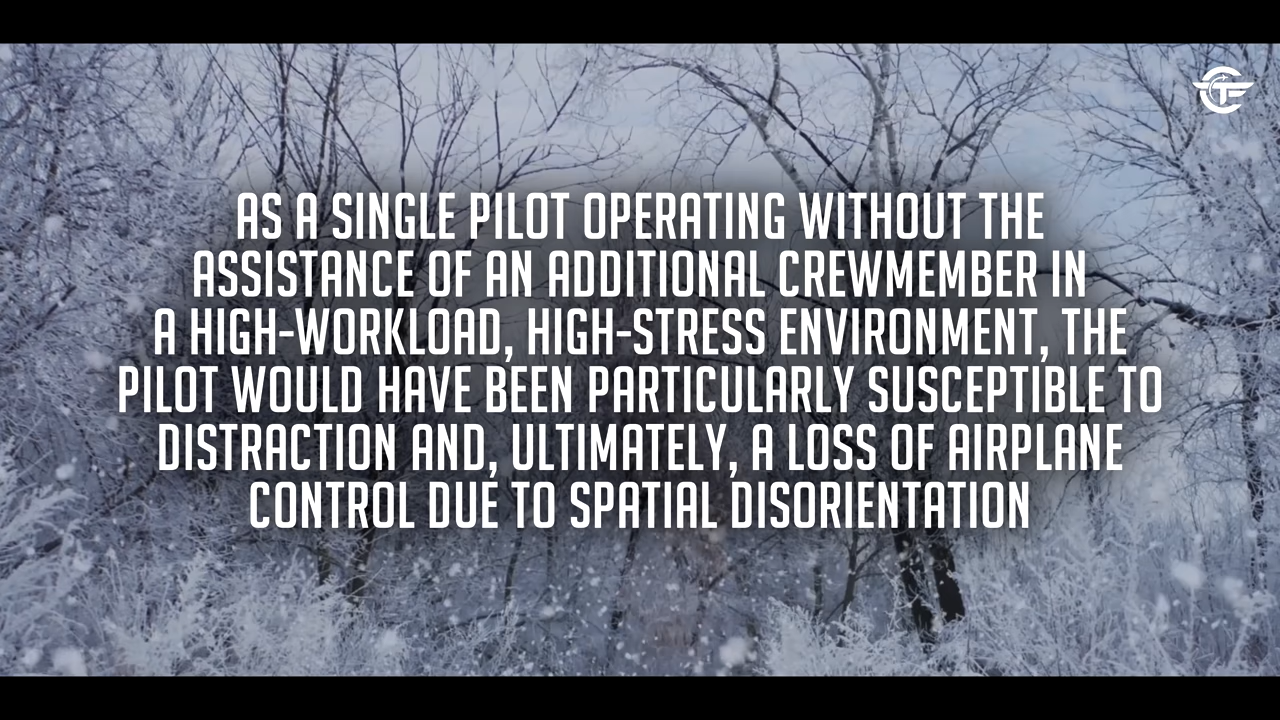 AS A SINGLE PILOT OPERATING WITHOUT THE
ASSISTANCE OF AN ADDITIONAL CREWMEMBER IN
A HIGH-WORKLOAD, HIGH-STRESS ENVIRONMENT, THE
PILOT WOULD HAVE BEEN PARTICULARLY SUSCEPTIBLE TO
DISTRACTION AND, ULTIMATELY, A LOSS OF AIRPLANE
CONTROL DUE TO SPATIAL DISORIENTATION